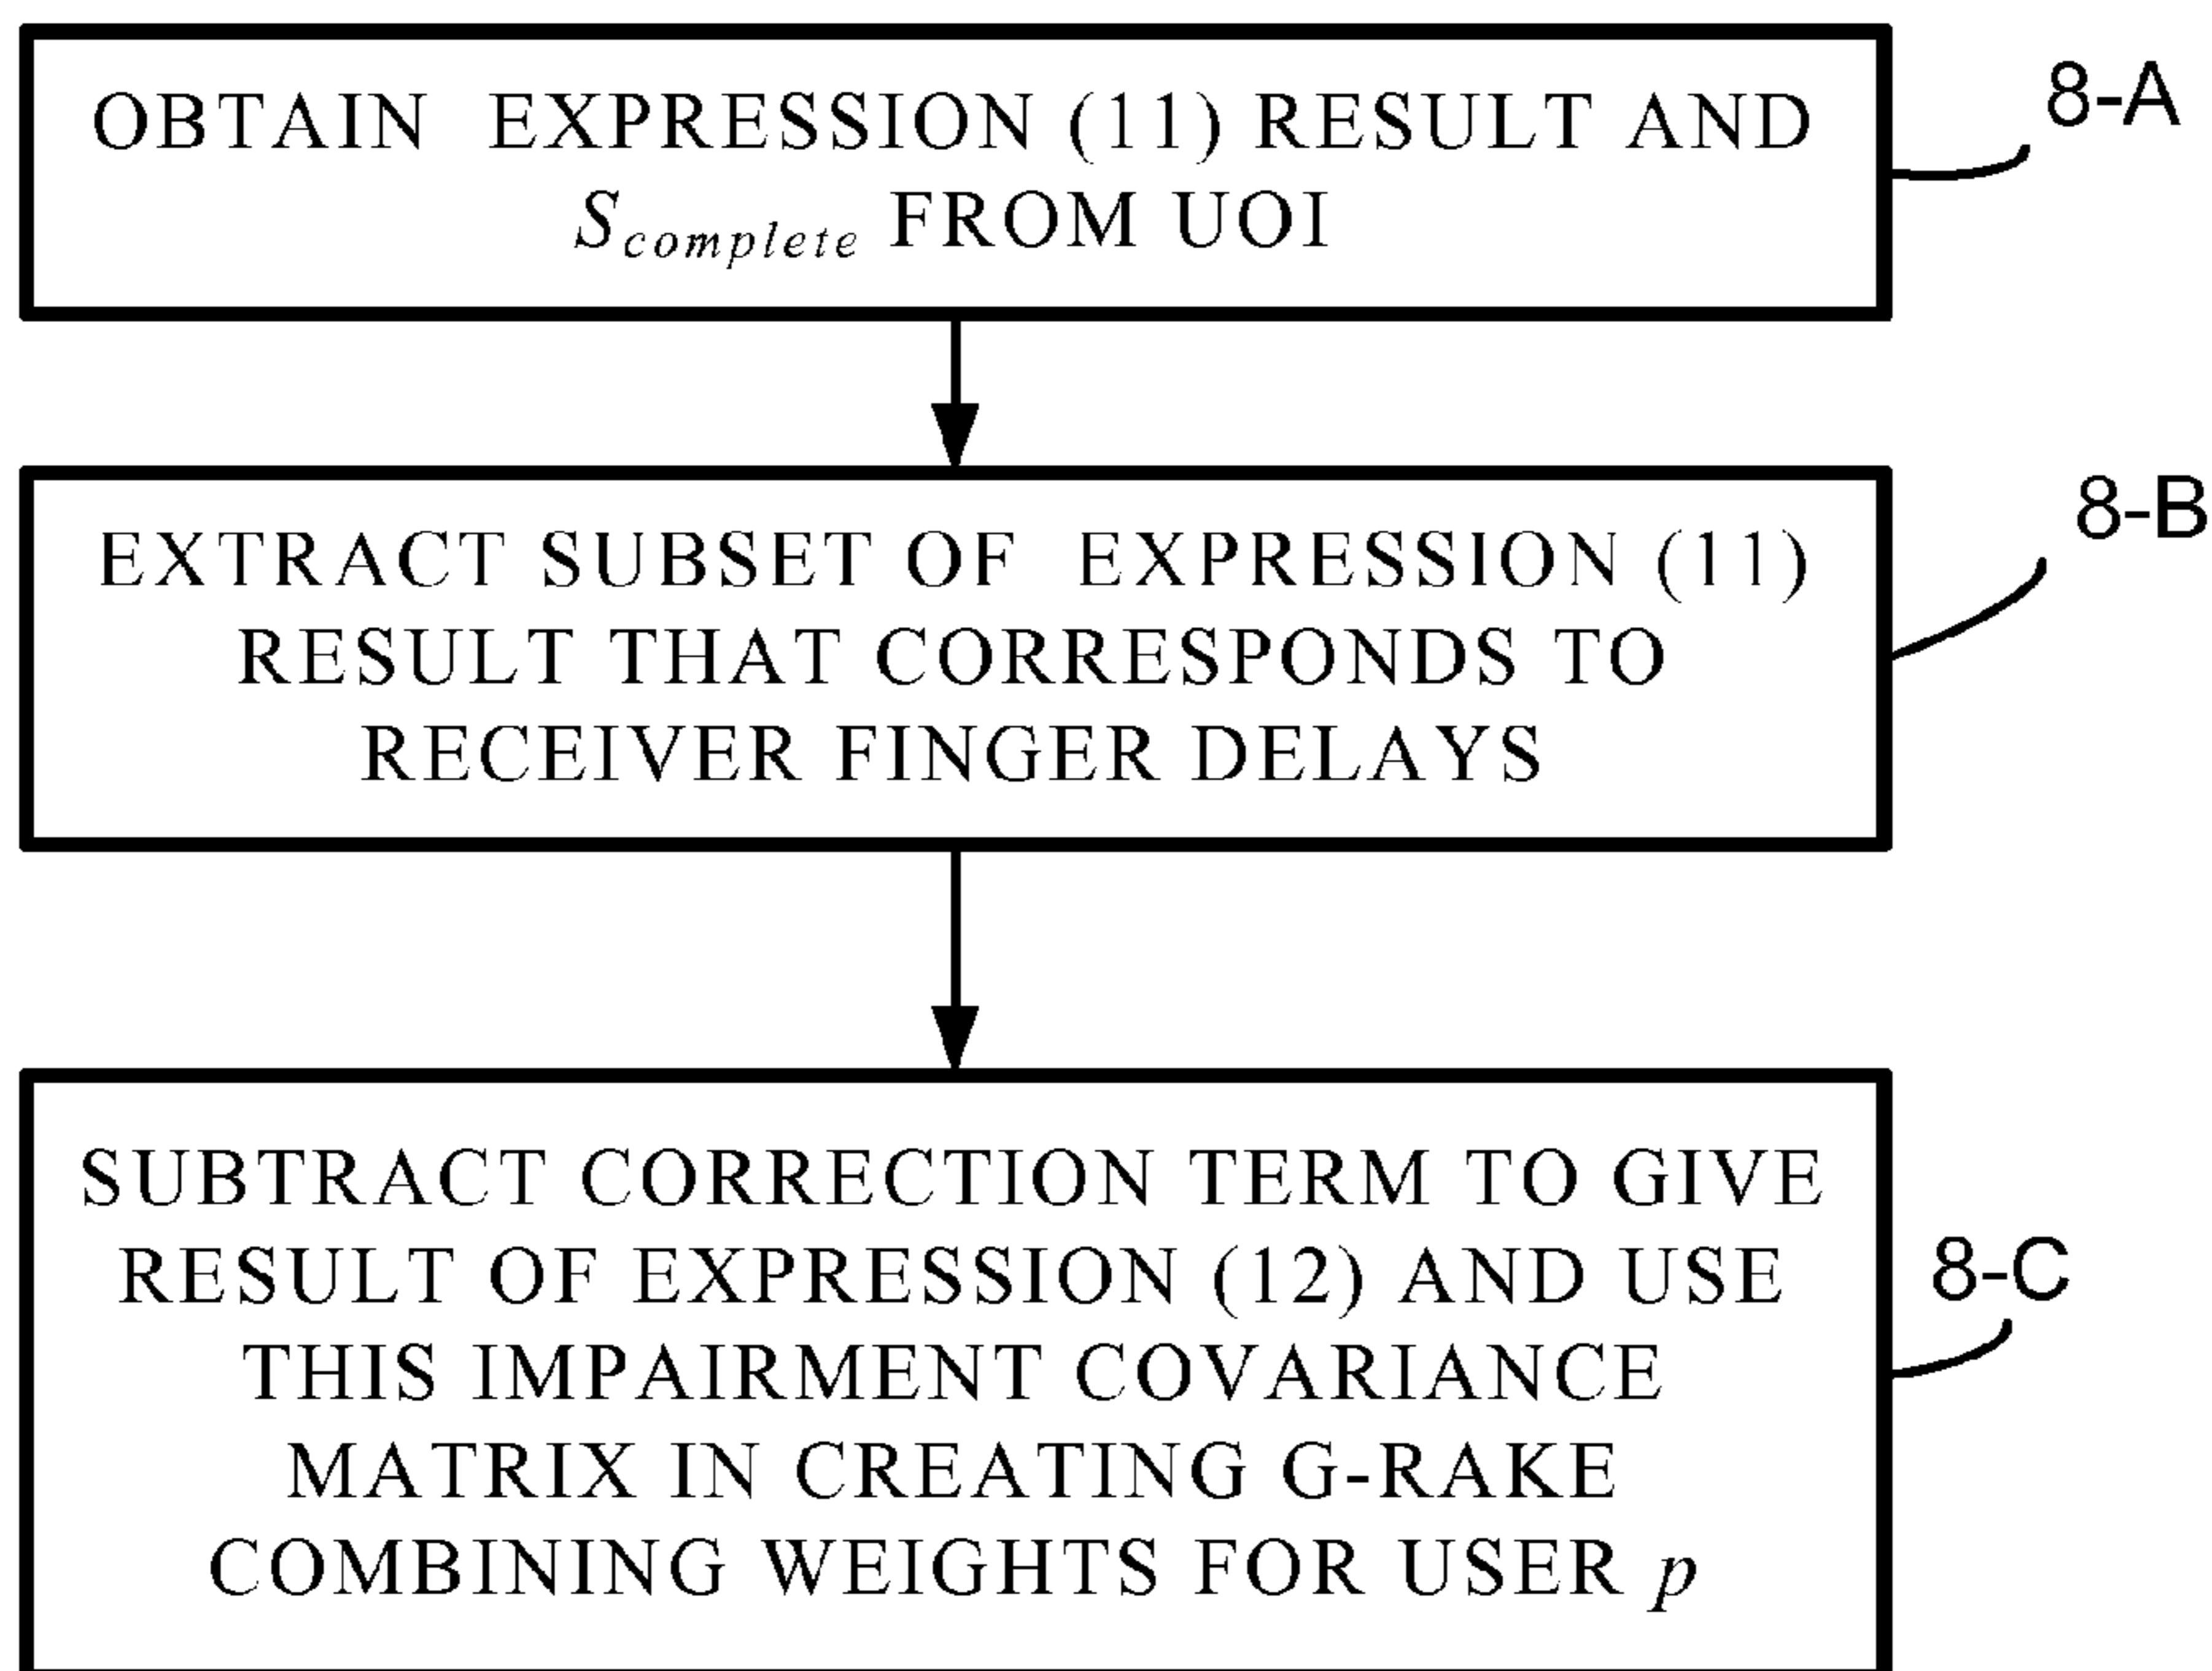 OBTAIN EXPRESSION (11) RESULT AND
S_complete FROM UOI
8-A
EXTRACT SUBSET OF EXPRESSION (11)
RESULT THAT CORRESPONDS TO
RECEIVER FINGER DELAYS
8-B
SUBTRACT CORRECTION TERM TO GIVE
RESULT OF EXPRESSION (12) AND USE
THIS IMPAIRMENT COVARIANCE
MATRIX IN CREATING G-RAKE
COMBINING WEIGHTS FOR USER p
8-C